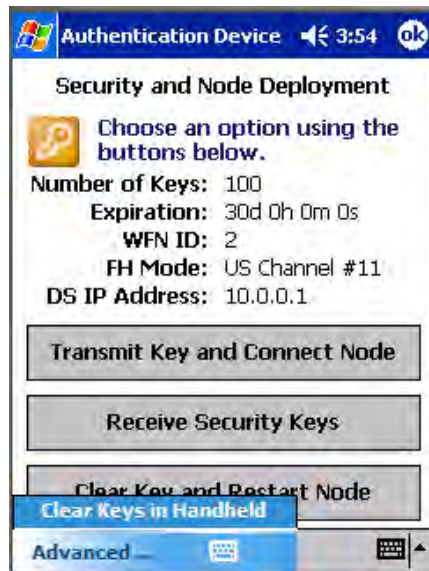 Authentication Device 3:54 ok
Security and Node Deployment
Choose an option using the
buttons below.
Number of Keys: 100
Expiration: 30d 0h 0m 0s
WFN ID: 2
FH Mode: US Channel #11
DS IP Address: 10.0.0.1
Transmit Key and Connect Node
Receive Security Keys
Clear Key and Restart Node
Clear Keys in Handheld
Advanced ...